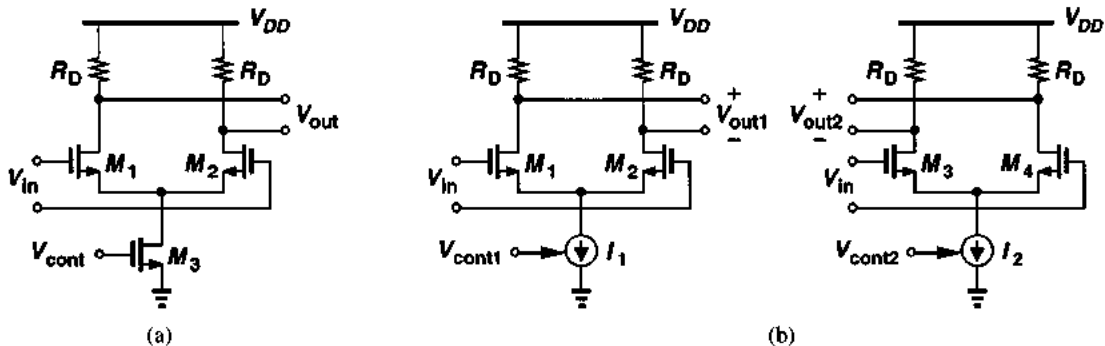 V_DD V_DD V_DD
R_D R_D R_D R_D R_D R_D
V_out + V_out1 − + V_out2 −
V_in M_1 M_2 V_in M_1 M_2 V_in M_3 M_4
V_cont M_3 V_cont1 I_1 V_cont2 I_2
(a) (b)